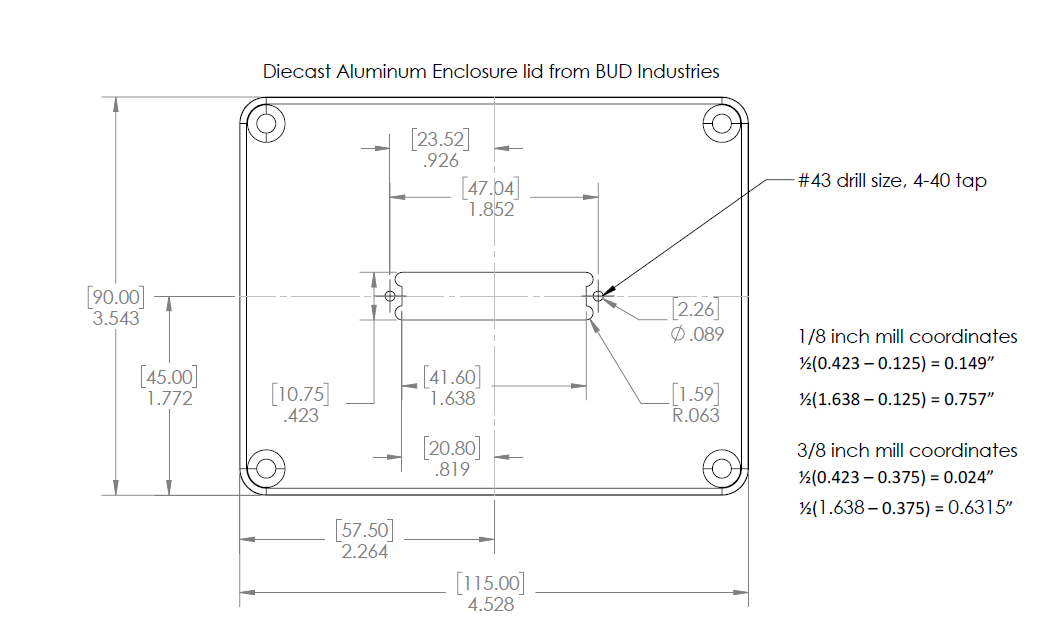 Diecast Aluminum Enclosure lid from BUD Industries
[23.52]
.926
[47.04]
1.852
#43 drill size, 4-40 tap
[90.00]
3.543
[2.26]
Ø .089
1/8 inch mill coordinates
½(0.423 – 0.125) = 0.149”
½(1.638 – 0.125) = 0.757”
[45.00]
1.772
[10.75]
.423
[41.60]
1.638
[1.59]
R.063
3/8 inch mill coordinates
½(0.423 – 0.375) = 0.024”
½(1.638 – 0.375) = 0.6315”
[20.80]
.819
[57.50]
2.264
[115.00]
4.528